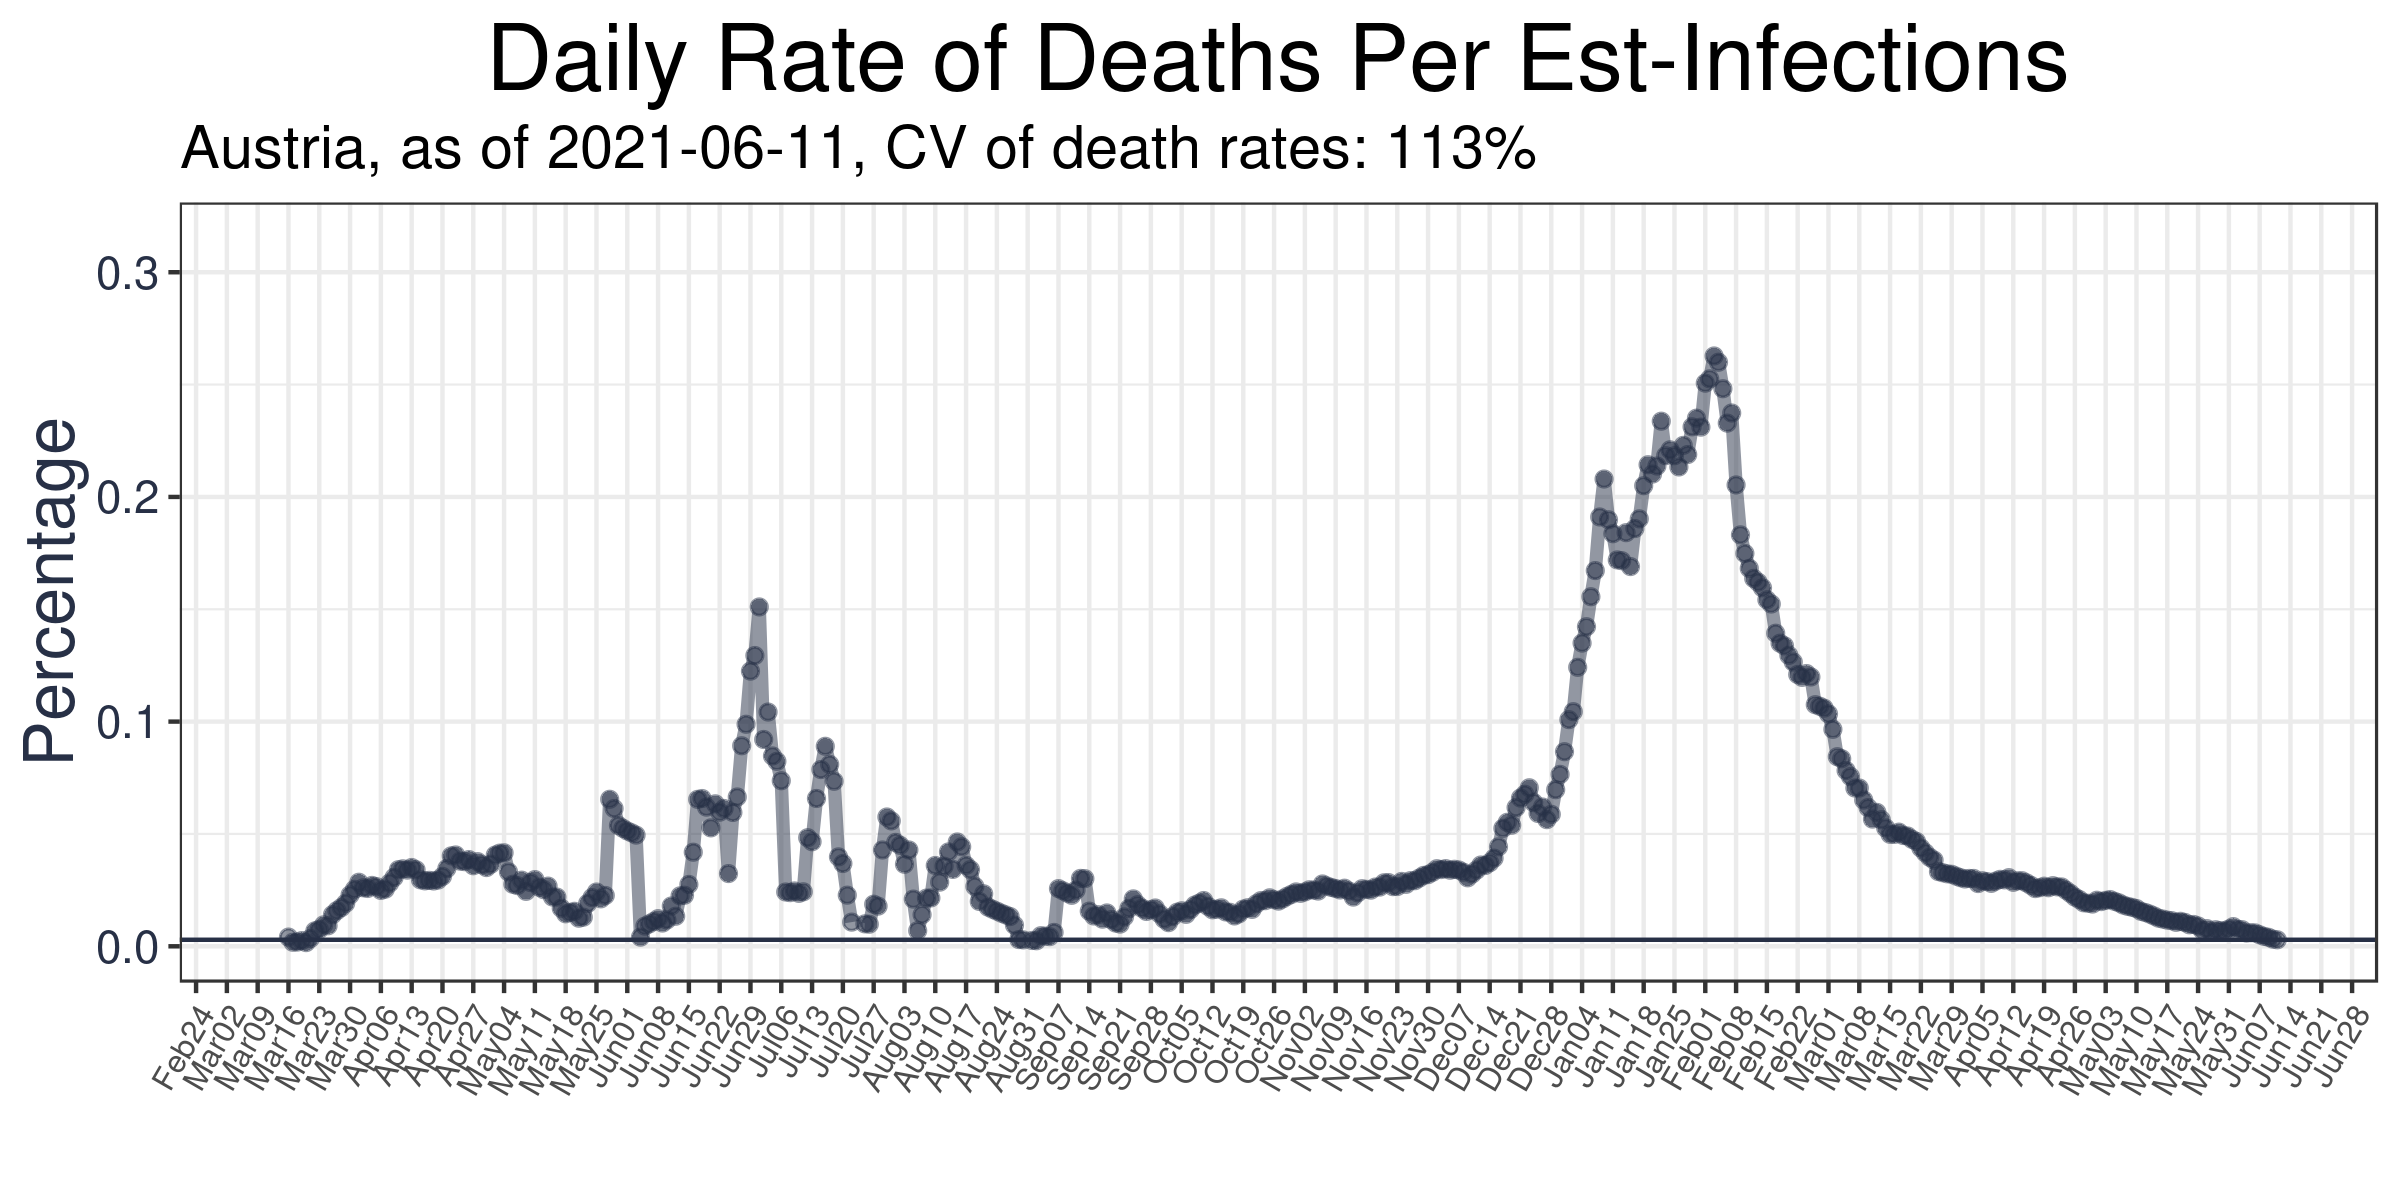 Daily Rate of Deaths Per Est-Infections
Austria, as of 2021-06-11, CV of death rates: 113%
Percentage
0.3
0.2
0.1
0.0
Feb24
Mar02
Mar09
Mar16
Mar23
Mar30
Apr06
Apr13
Apr20
Apr27
May04
May11
May18
May25
Jun01
Jun08
Jun15
Jun22
Jun29
Jul06
Jul13
Jul20
Jul27
Aug03
Aug10
Aug17
Aug24
Aug31
Sep07
Sep14
Sep21
Sep28
Oct05
Oct12
Oct19
Oct26
Nov02
Nov09
Nov16
Nov23
Nov30
Dec07
Dec14
Dec21
Dec28
Jan04
Jan11
Jan18
Jan25
Feb01
Feb08
Feb15
Feb22
Mar01
Mar08
Mar15
Mar22
Mar29
Apr05
Apr12
Apr19
Apr26
May03
May10
May17
May24
May31
Jun07
Jun14
Jun21
Jun28